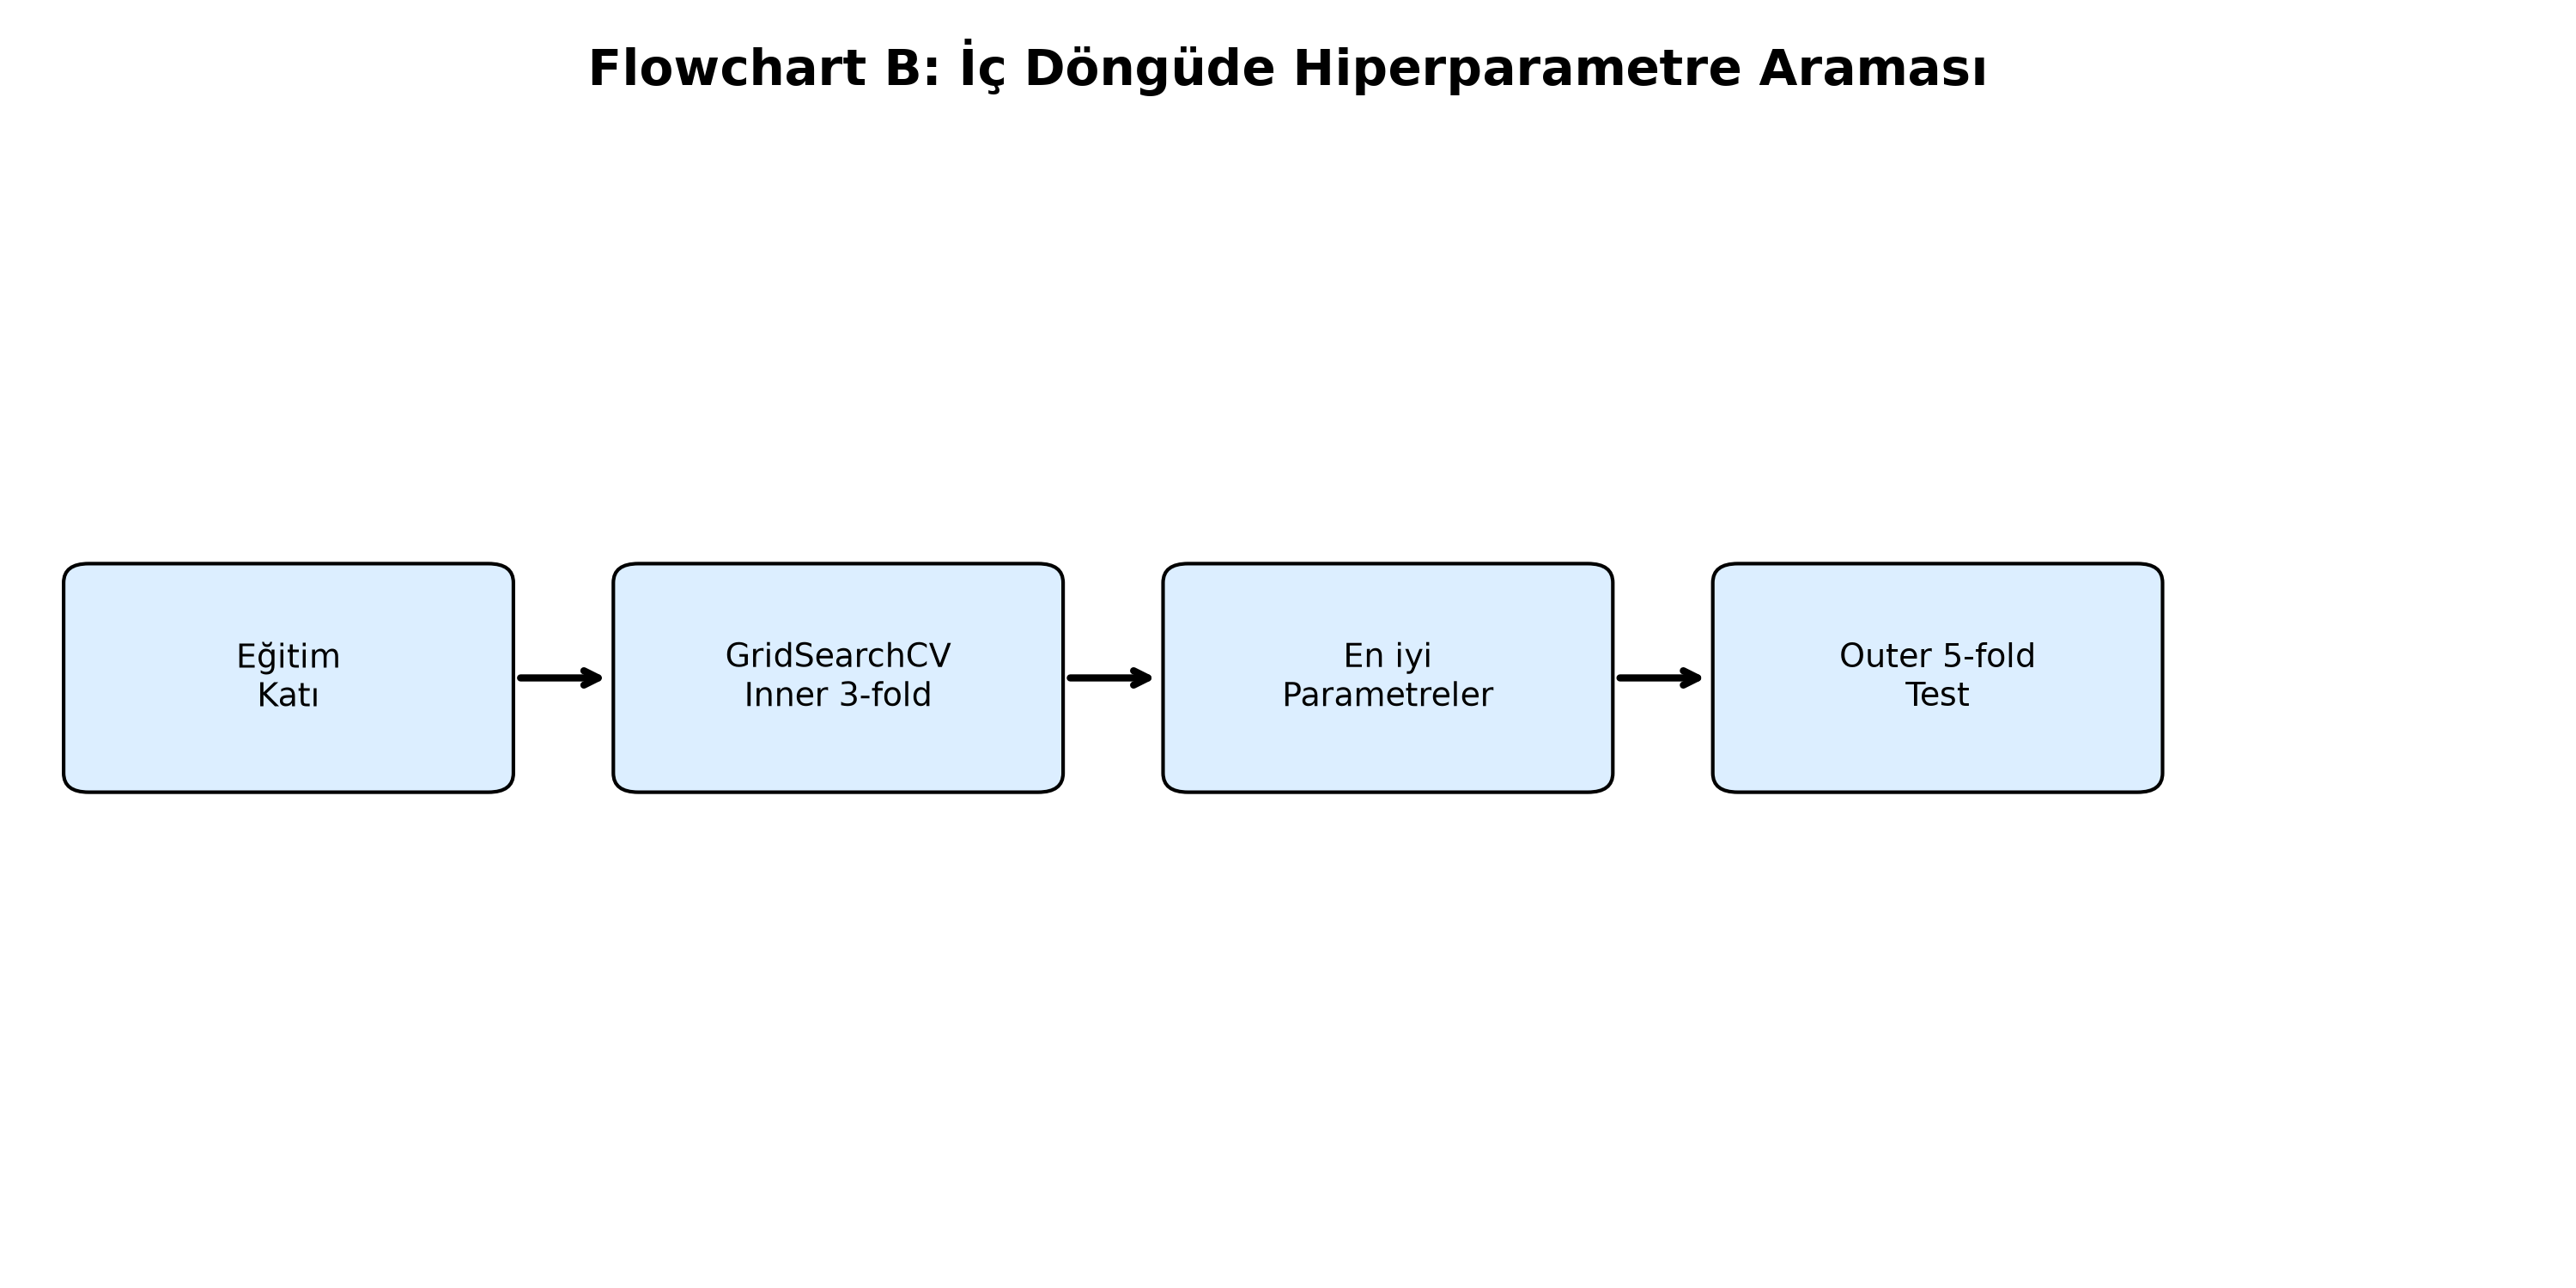 Flowchart B: İç Döngüde Hiperparametre Araması
Eğitim
Katı
GridSearchCV
Inner 3-fold
En iyi
Parametreler
Outer 5-fold
Test